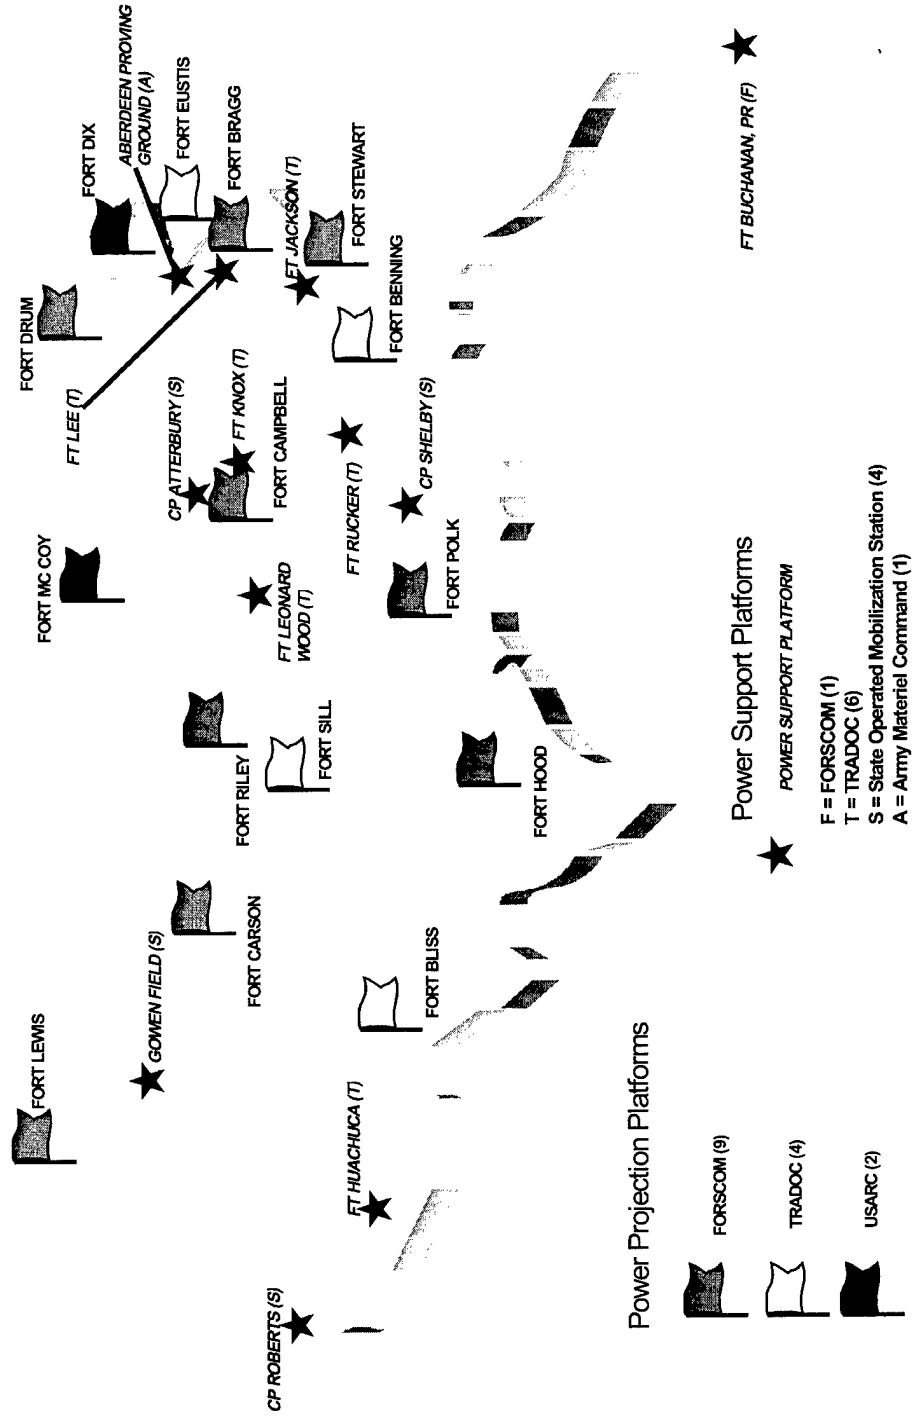 FORT LEWIS
GOWEN FIELD (S)
FORT MC COY
FORT DRUM
FORT DIX
ABERDEEN PROVING
GROUND (A)
FORT EUSTIS
FORT BRAGG
FT LEE (T)
CP ATTERBURY (S)
FT KNOX (T)
FORT CAMPBELL
FT JACKSON (T)
FORT STEWART
FORT CARSON
FORT RILEY
FORT SILL
FT LEONARD
WOOD (T)
FT RUCKER (T)
FORT BENNING
CP ROBERTS (S)
FT HUACHUCA (T)
FORT BLISS
FORT HOOD
FORT POLK
CP SHELBY (S)
FT BUCHANAN, PR (F)
Power Projection Platforms
FORSCOM (9)
TRADOC (4)
USARC (2)
Power Support Platforms
POWER SUPPORT PLATFORM
F = FORSCOM (1)
T = TRADOC (6)
S = State Operated Mobilization Station (4)
A = Army Materiel Command (1)